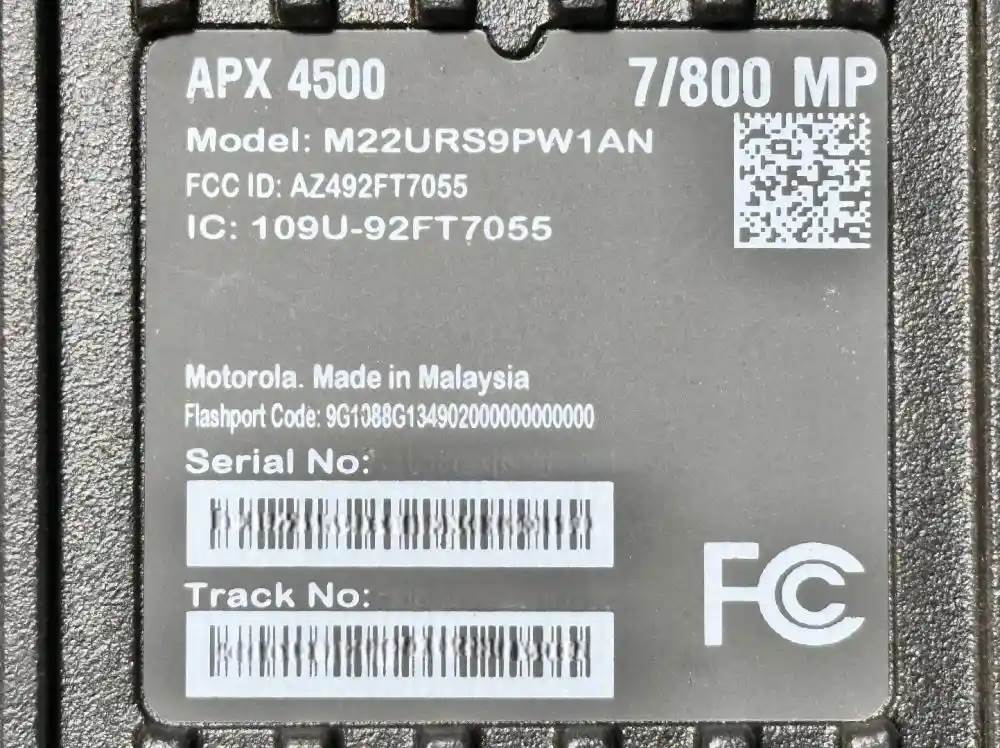 APX 4500
7/800 MP
Model: M22URS9PW1AN
FCC ID: AZ492FT7055
IC: 109U-92FT7055
Motorola. Made in Malaysia
Flashport Code: 9G1088G134902000000000000
Serial No:
Track No:
FC